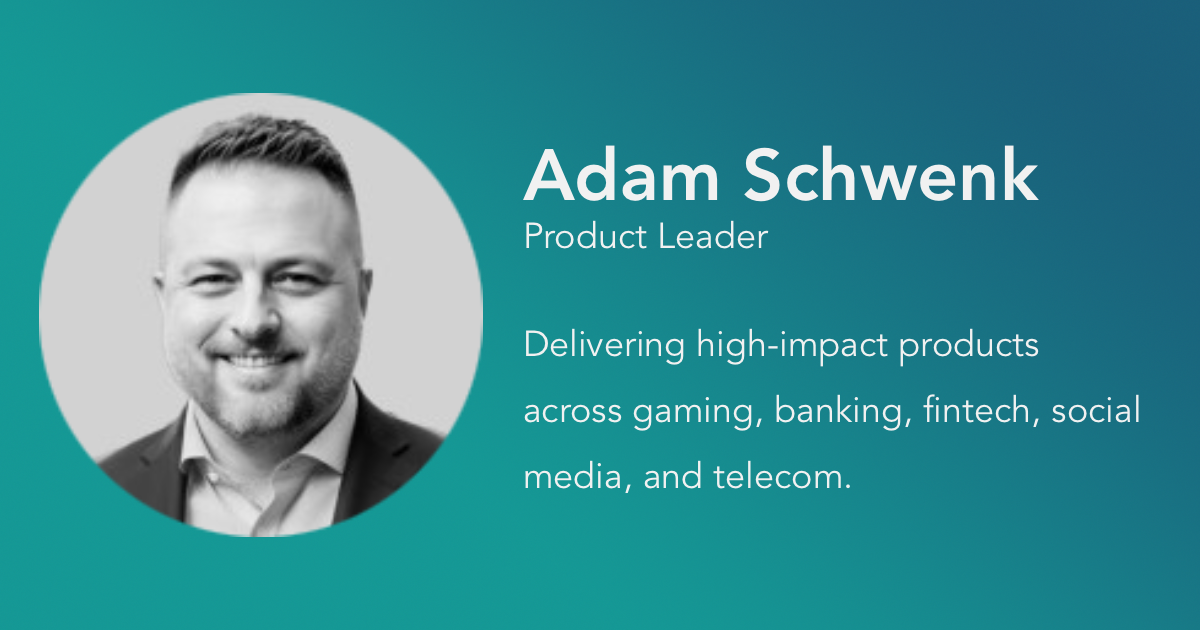 Adam Schwenk
Product Leader
Delivering high-impact products
across gaming, banking, fintech, social
media, and telecom.